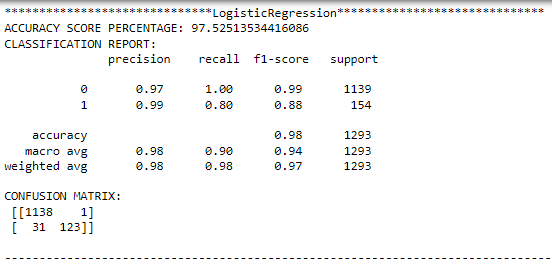 ******************************LogisticRegression******************************
ACCURACY SCORE PERCENTAGE: 97.52513534416086
CLASSIFICATION REPORT:
precision recall f1-score support
0 0.97 1.00 0.99 1139
1 0.99 0.80 0.88 154
accuracy 0.98 1293
macro avg 0.98 0.90 0.94 1293
weighted avg 0.98 0.98 0.97 1293
CONFUSION MATRIX:
[[1138 1]
[ 31 123]]
-------------------------------------------------------------------------------